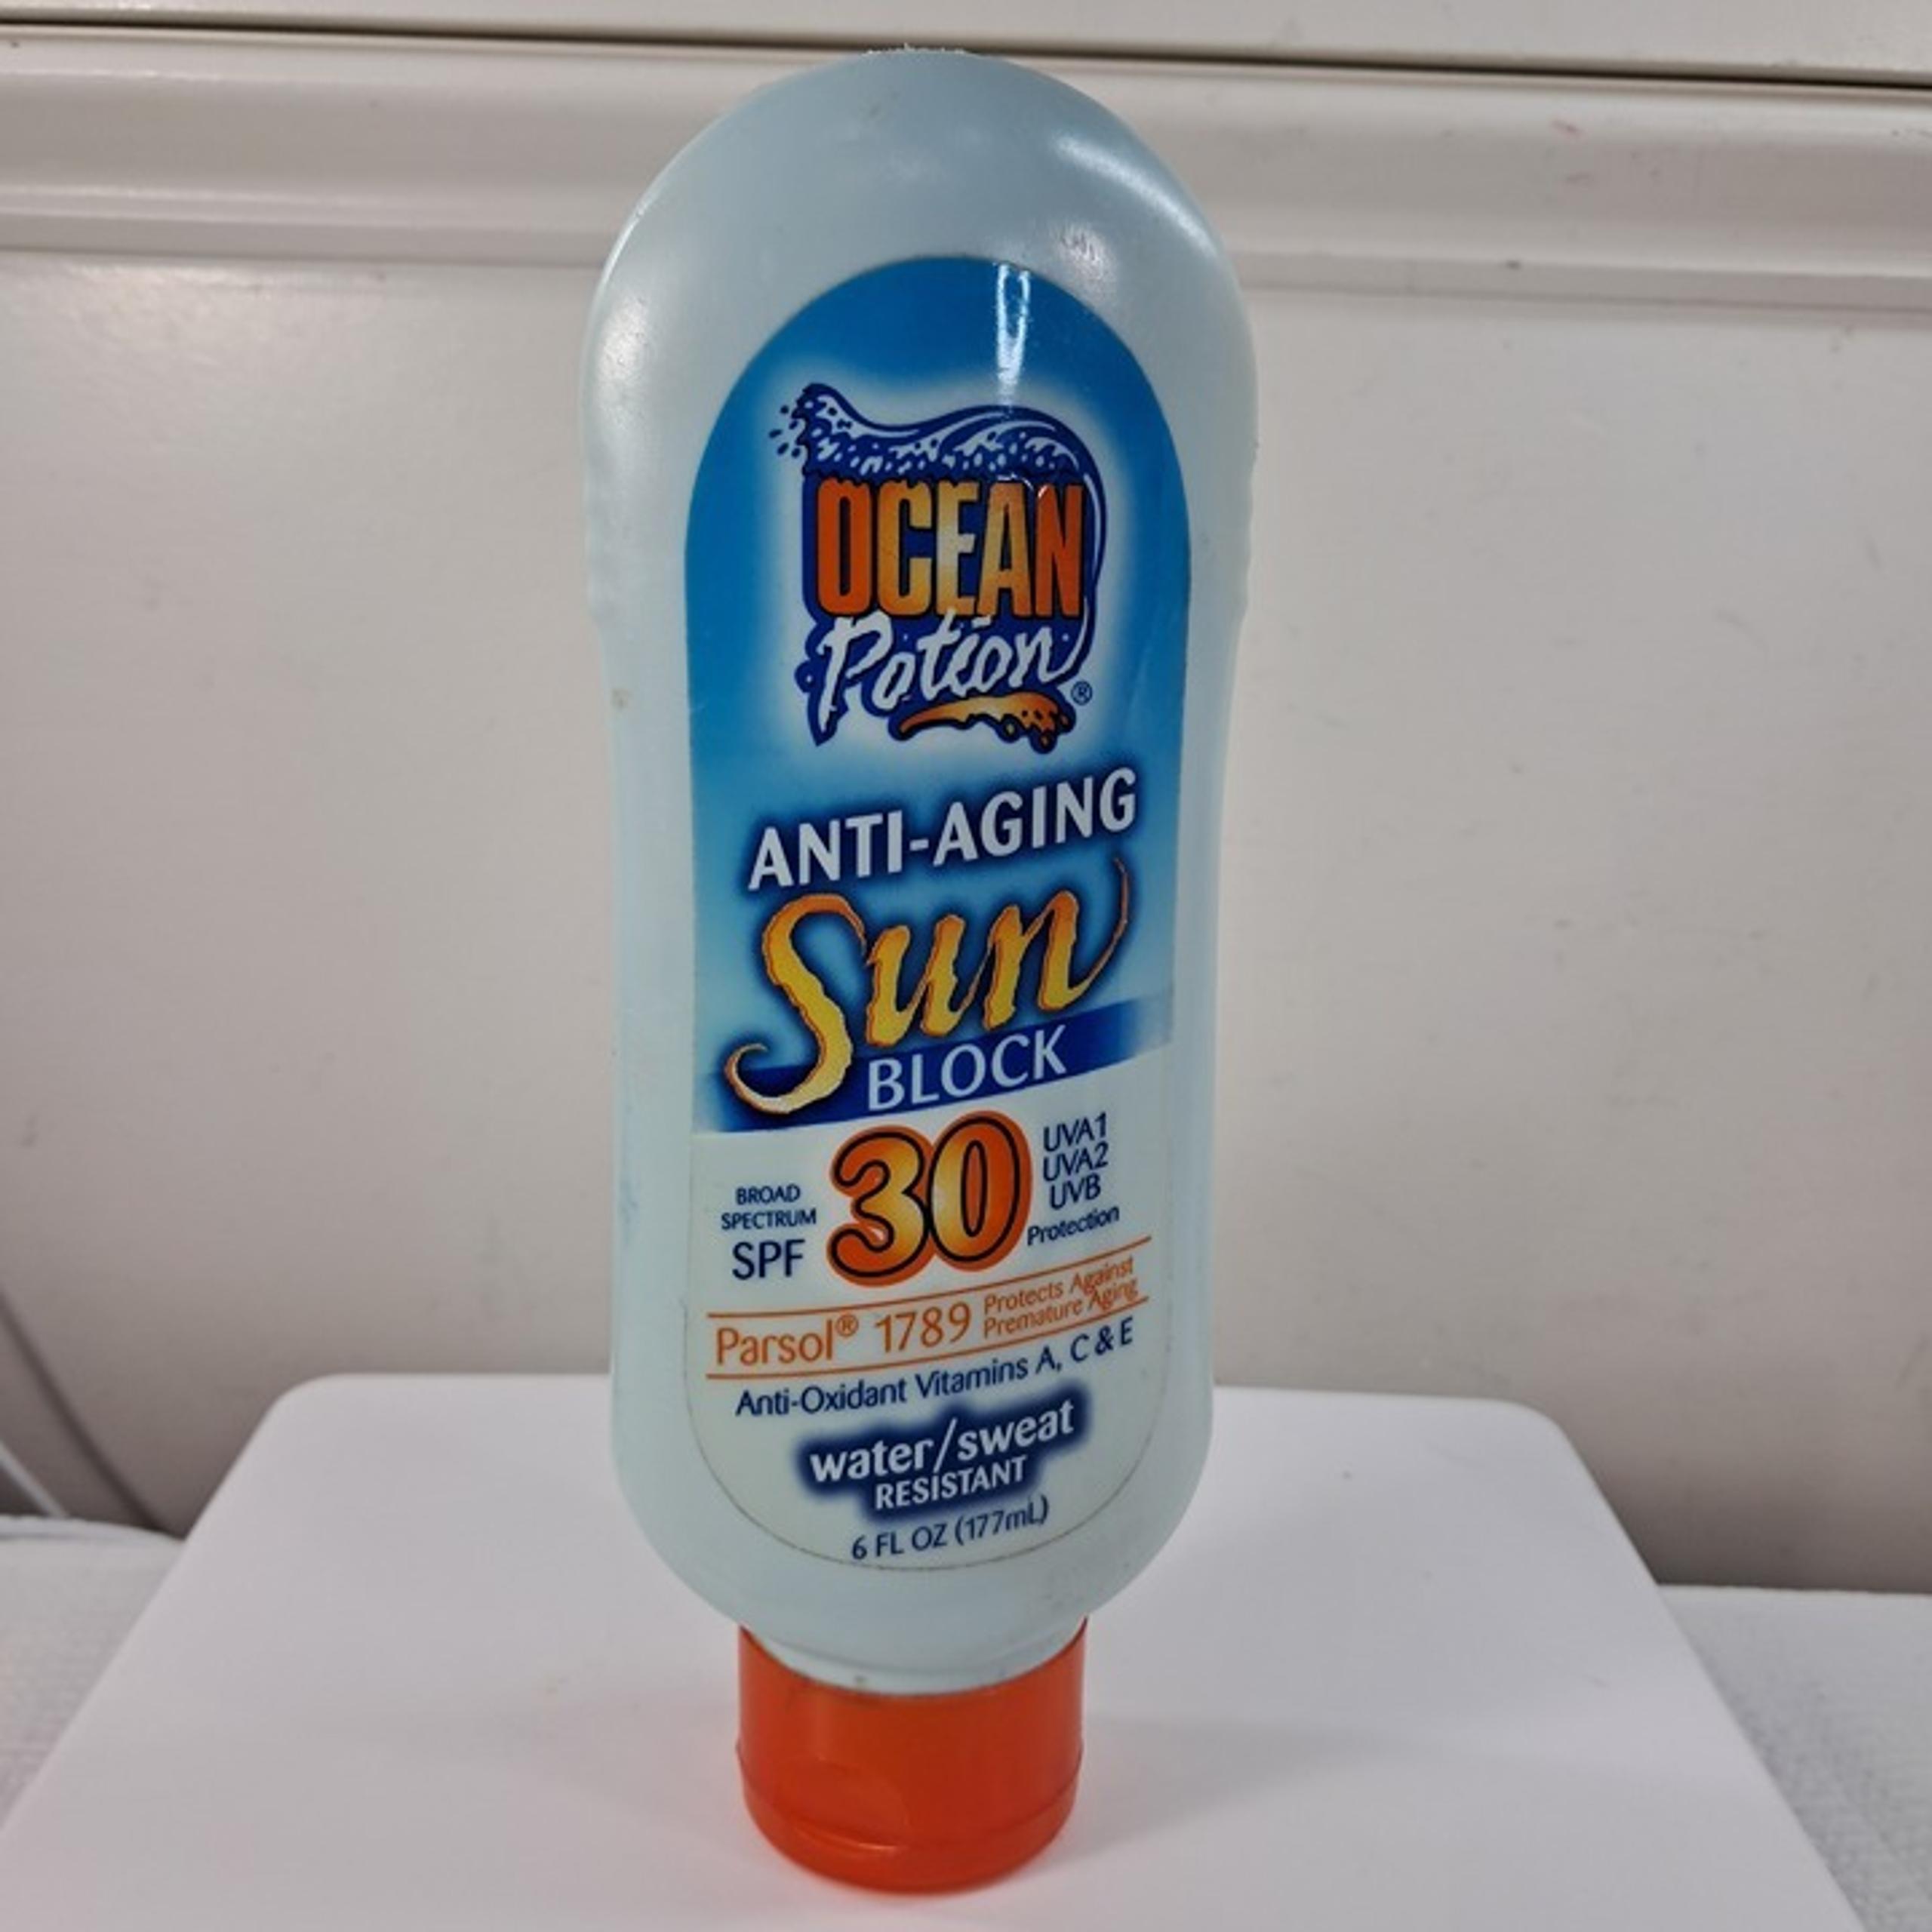 OCEAN
Potion®
ANTI-AGING
Sun
BLOCK
BROAD
SPECTRUM
SPF
30
UVA1
UVA2
UVB
Protection
Parsol® 1789
Protects Against
Premature Aging
Anti-Oxidant Vitamins A, C & E
water/sweat
RESISTANT
6 FL OZ (177mL)